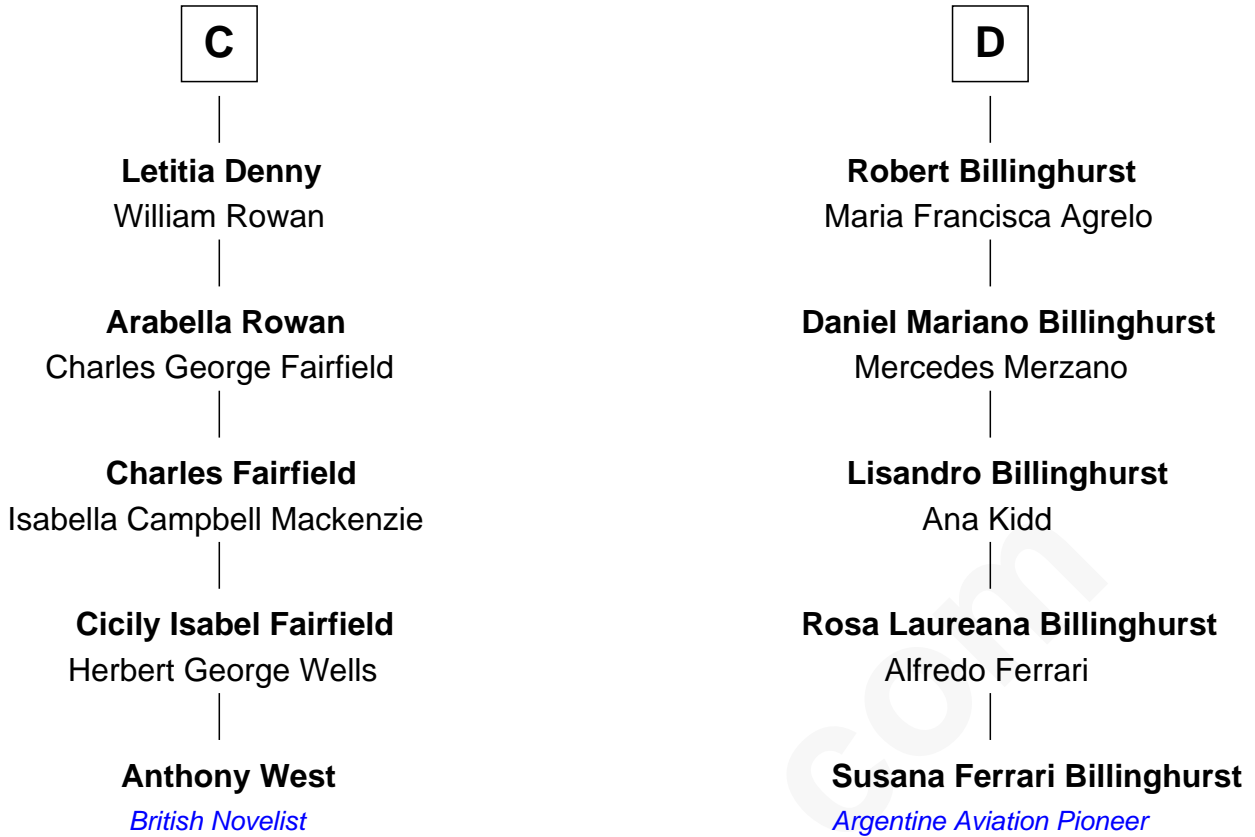 C
Letitia Denny
William Rowan
Arabella Rowan
Charles George Fairfield
Charles Fairfield
Isabella Campbell Mackenzie
Cicily Isabel Fairfield
Herbert George Wells
Anthony West
British Novelist
D
Robert Billinghurst
Maria Francisca Agrelo
Daniel Mariano Billinghurst
Mercedes Merzano
Lisandro Billinghurst
Ana Kidd
Rosa Laureana Billinghurst
Alfredo Ferrari
Susana Ferrari Billinghurst
Argentine Aviation Pioneer
com